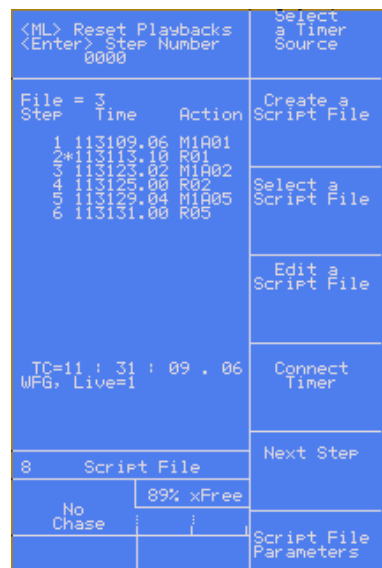 <ML> Reset Playbacks
<Enter> Step Number
0000
File = 3
Step Time Action
1 113109.06 M1A01
2*113113.10 R01
3 113123.02 M1A02
4 113125.00 R02
5 113129.04 M1A05
6 113131.00 R05
TC=11 : 31 : 09 . 06
WFG, Live=1
8 Script File
89% xFree
No
Chase
Select
a Timer
Source
Create a
Script File
Select a
Script File
Edit a
Script File
Connect
Timer
Next Step
Script File
Parameters